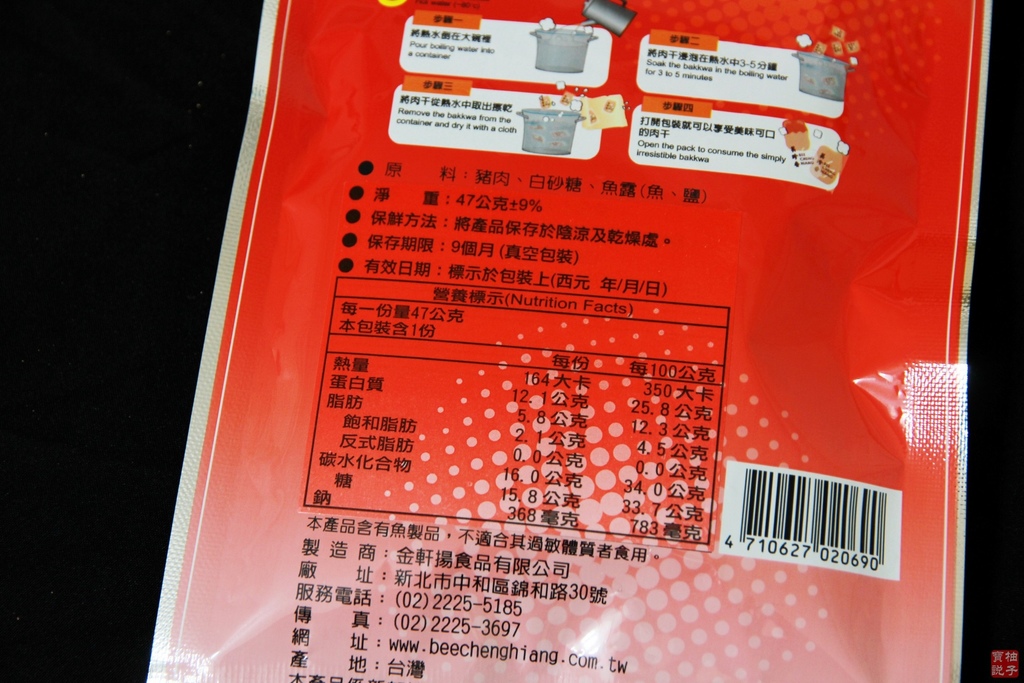 步驟一
將熱水倒在大碗裡
Pour boiling water into
a container
步驟二
將肉干浸泡在熱水中3-5分鐘
Soak the bakkwa in the boiling water
for 3 to 5 minutes
步驟三
將肉干從熱水中取出擦乾
Remove the bakkwa from the
container and dry it with a cloth
步驟四
打開包裝就可以享受美味可口
的肉干
Open the pack to consume the simply
irresistible bakkwa
●原　料：豬肉、白砂糖、魚露(魚、鹽)
●淨　重：47公克±9%
●保鮮方法：將產品保存於陰涼及乾燥處。
●保存期限：9個月(真空包裝)
●有效日期：標示於包裝上(西元 年/月/日)
營養標示(Nutrition Facts)
每一份量47公克
本包裝含1份
每份 每100公克
熱量 164大卡 350大卡
蛋白質 12.1公克 25.8公克
脂肪 5.8公克 12.3公克
飽和脂肪 2.1公克 4.5公克
反式脂肪 0.0公克 0.0公克
碳水化合物 16.0公克 34.0公克
糖 15.8公克 33.7公克
鈉 368毫克 783毫克
本產品含有魚製品，不適合其過敏體質者食用。
製造商：金軒揚食品有限公司
廠　址：新北市中和區錦和路30號
服務電話：(02)2225-5185
傳　真：(02)2225-3697
網　址：www.beechenghiang.com.tw
產　地：台灣
4 710627 020690
寶柚說子